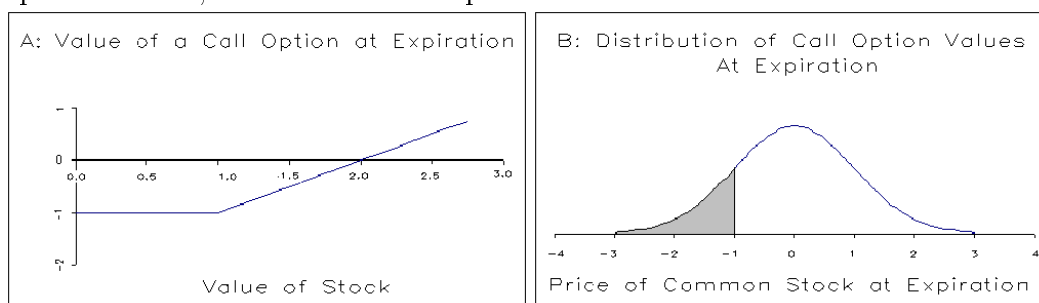 A: Value of a Call Option at Expiration
1
0
0.0 0.5 1.0 1.5 2.0 2.5 3.0
-1
-2
Value of Stock
B: Distribution of Call Option Values
At Expiration
-4 -3 -2 -1 0 1 2 3 4
Price of Common Stock at Expiration